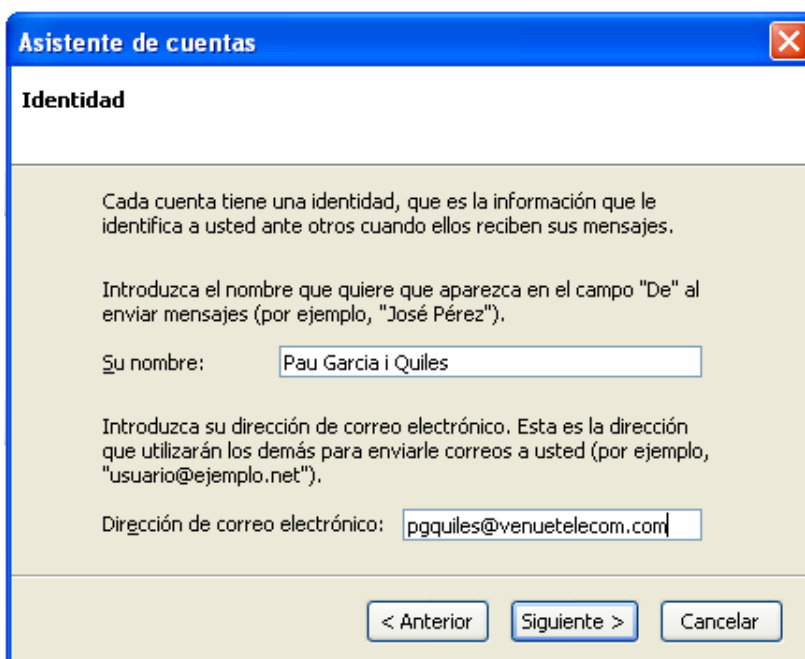 Asistente de cuentas
Identidad
Cada cuenta tiene una identidad, que es la información que le
identifica a usted ante otros cuando ellos reciben sus mensajes.
Introduzca el nombre que quiere que aparezca en el campo "De" al
enviar mensajes (por ejemplo, "José Pérez").
Su nombre: Pau Garcia i Quiles
Introduzca su dirección de correo electrónico. Esta es la dirección
que utilizarán los demás para enviarle correos a usted (por ejemplo,
"usuario@ejemplo.net").
Dirección de correo electrónico: pgquiles@venuetelecom.com
< Anterior Siguiente > Cancelar